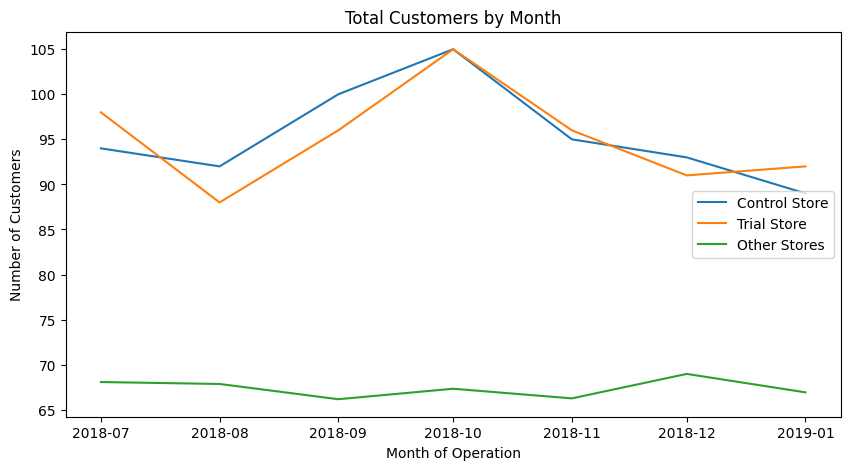 Total Customers by Month
Number of Customers
105
100
95
90
85
80
75
70
65
Control Store
Trial Store
Other Stores
2018-07 2018-08 2018-09 2018-10 2018-11 2018-12 2019-01
Month of Operation